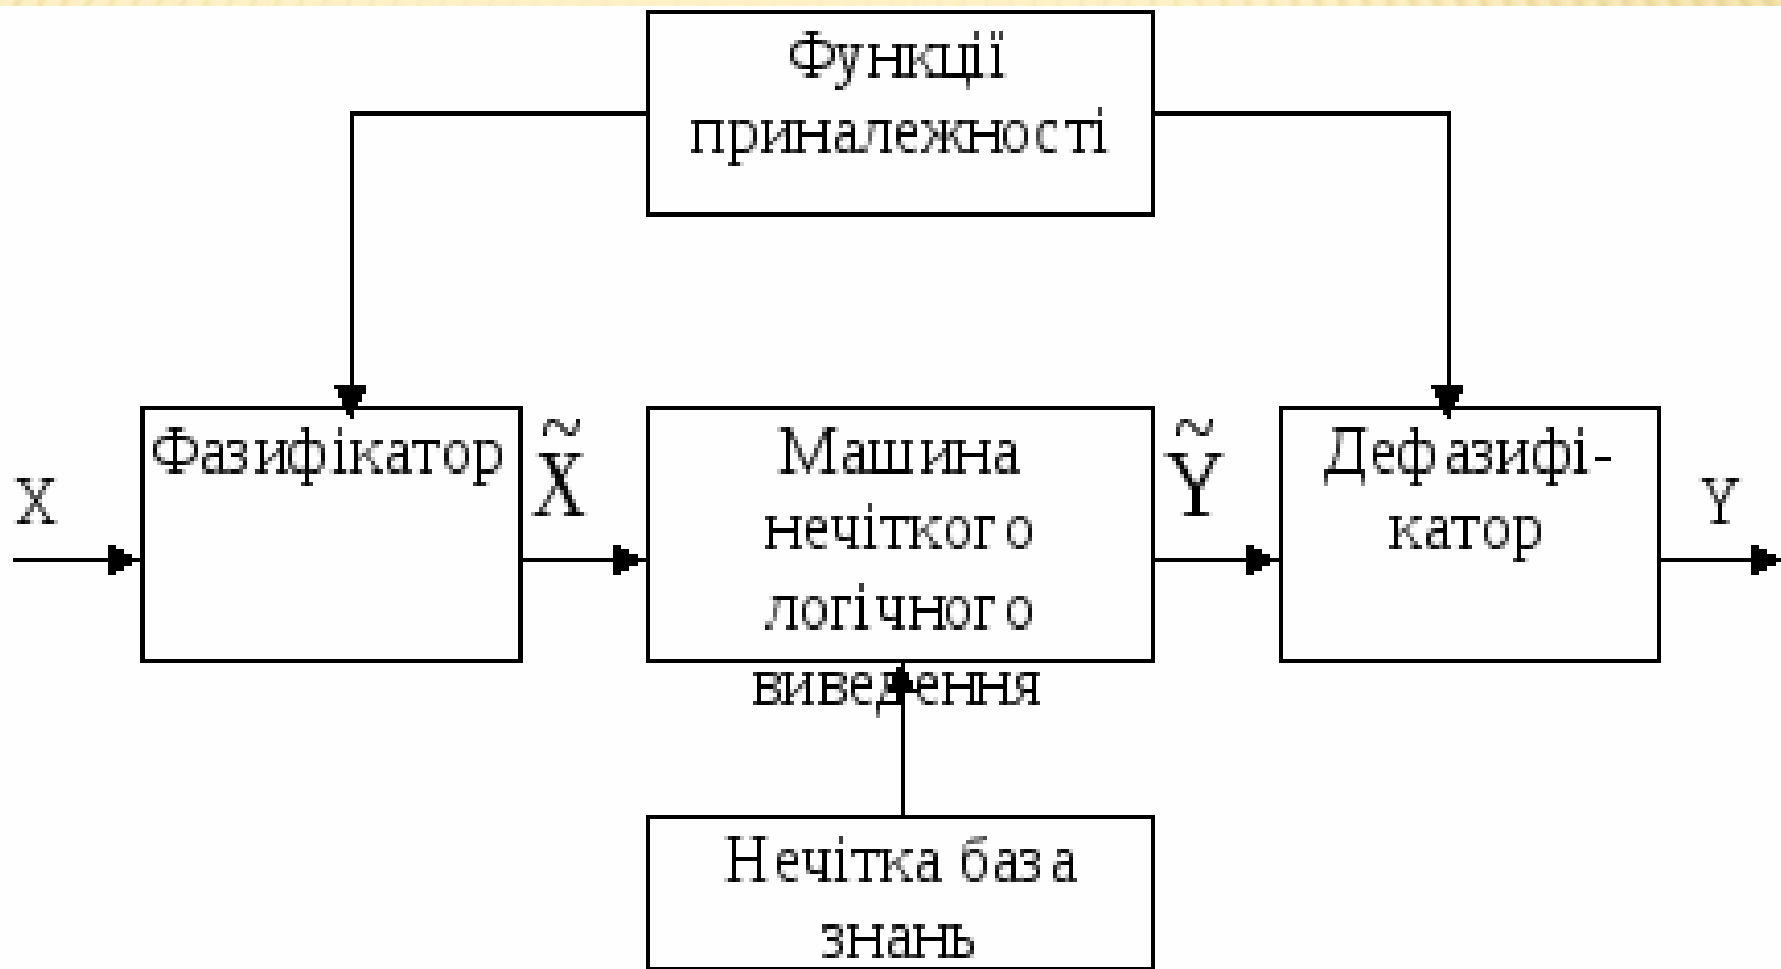 Функції
приналежності
Фазифікатор
X
X̃
Машина
нечіткого
логічного
виведення
Ỹ
Дефазифі-
катор
Y
Нечітка база
знань